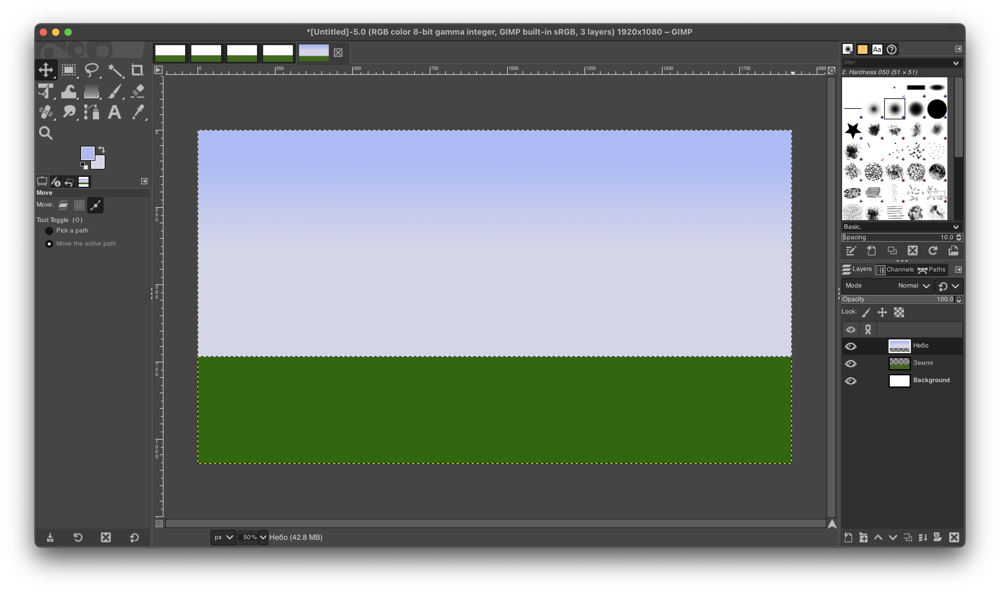 *[Untitled]-5.0 (RGB color 8-bit gamma integer, GIMP built-in sRGB, 3 layers) 1920x1080 – GIMP
0 250 500 750 1000 1250 1500 1750 200
0
250
500
750
1000
Move
Move:
Tool Toggle (⇧)
Pick a path
Move the active path
px 50% Небо (42.8 MB)
Aa
filter
2. Hardness 050 (51 × 51)
Basic,
Spacing 10.0
Layers Channels Paths
Mode Normal
Opacity 100.0
Lock:
Небо
Земля
Background